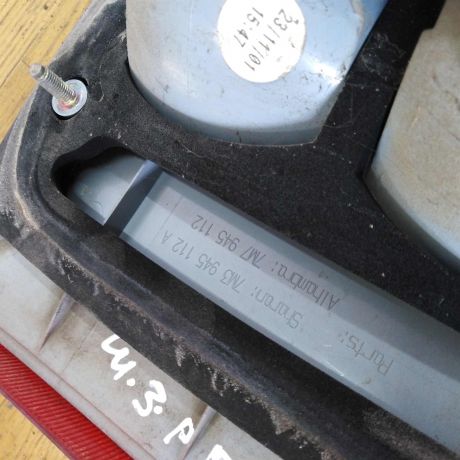 23/11/01
15:47
Parts:
Sharan: 7M3 945 112 A
Alhambra: 7M7 945 112
M.3.P